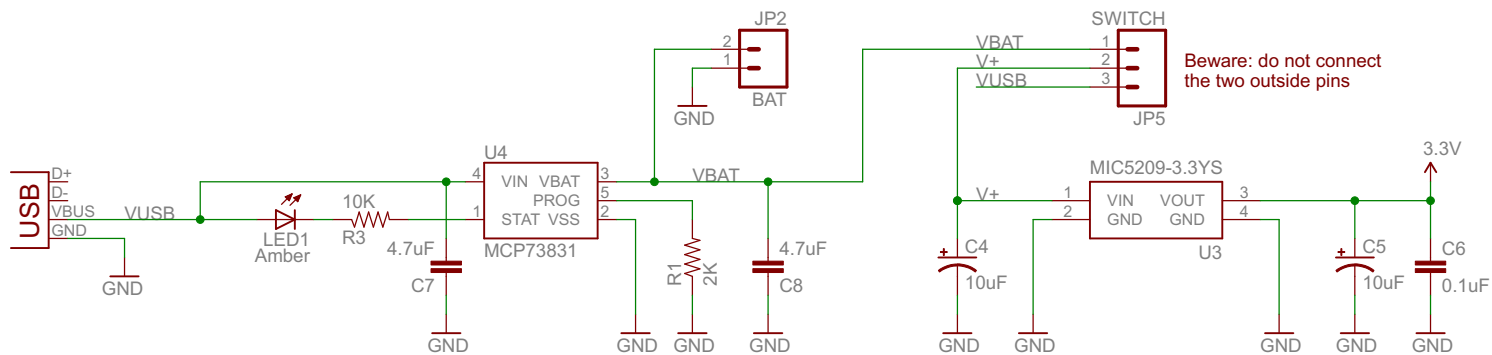 JP2
2
1
BAT
GND
SWITCH
VBAT 1
V+ 2
VUSB 3
JP5
Beware: do not connect
the two outside pins
USB
D+
D-
VBUS
GND
VUSB
GND
LED1
Amber
10K
R3
4.7uF
C7
GND
U4
4 VIN VBAT 3
PROG 5
1 STAT VSS 2
MCP73831
GND
R1
2K
GND
VBAT
4.7uF
C8
GND
V+
C4
10uF
GND
MIC5209-3.3YS
1 VIN VOUT 3
2 GND GND 4
U3
GND
GND
3.3V
C5
10uF
GND
C6
0.1uF
GND